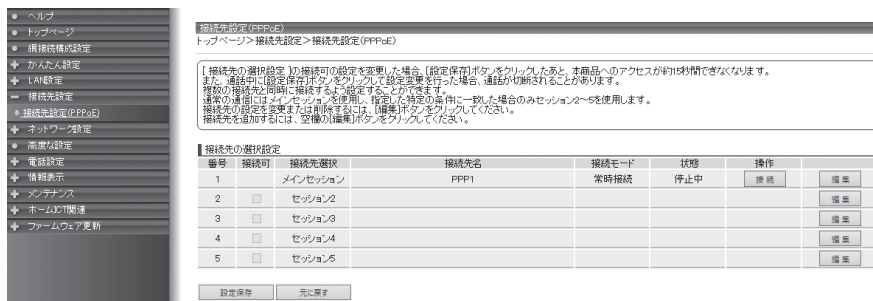 ヘルプ
トップページ
網接続構成設定
かんたん設定
LAN設定
接続先設定
接続先設定(PPPoE)
ネットワーク設定
高度な設定
電話設定
情報表示
メンテナンス
ホームICT関連
ファームウェア更新
接続先設定(PPPoE)
トップページ>接続先設定>接続先設定(PPPoE)
[ 接続先の選択設定 ]の接続可の設定を変更した場合、[設定保存]ボタンをクリックしたあと、本商品へのアクセスが約15秒間できなくなります。
また、通話中に[設定保存]ボタンをクリックして設定変更を行った場合、通話が切断されることがあります。
複数の接続先と同時に接続するよう設定することができます。
通常の通信にはメインセッションを使用し、指定した特定の条件に一致した場合のみセッション2~5を使用します。
接続先の設定を変更または削除するには、[編集]ボタンをクリックしてください。
接続先を追加するには、空欄の[編集]ボタンをクリックしてください。
接続先の選択設定
番号 接続可 接続先選択 接続先名 接続モード 状態 操作
1 メインセッション PPP1 常時接続 停止中 接続 編集
2 セッション2 編集
3 セッション3 編集
4 セッション4 編集
5 セッション5 編集
設定保存 元に戻す